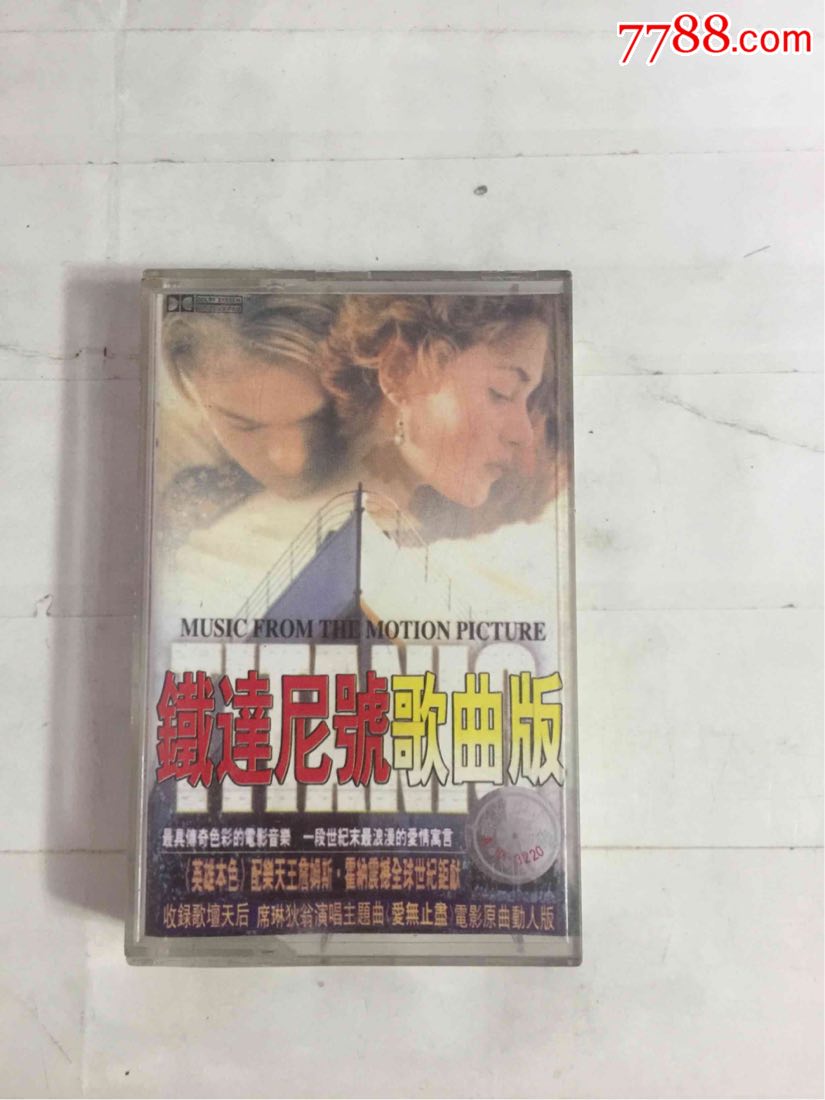 7788.com
MUSIC FROM THE MOTION PICTURE
TITANIC
鐵達尼號歌曲版
最具傳奇色彩的電影音樂 一段世紀末最浪漫的愛情寓言
《英雄本色》配樂天王詹姆斯·霍納震撼全球世紀鉅獻
收録歌壇天后 席琳狄翁演唱主題曲《愛無止盡》電影原曲動人版